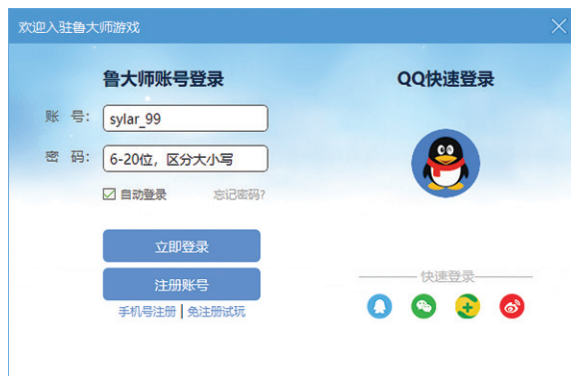 欢迎入驻鲁大师游戏
鲁大师账号登录
账 号:
sylar_99
密 码:
6-20位，区分大小写
自动登录
忘记密码?
立即登录
注册账号
手机号注册 | 免注册试玩
QQ快速登录
快速登录